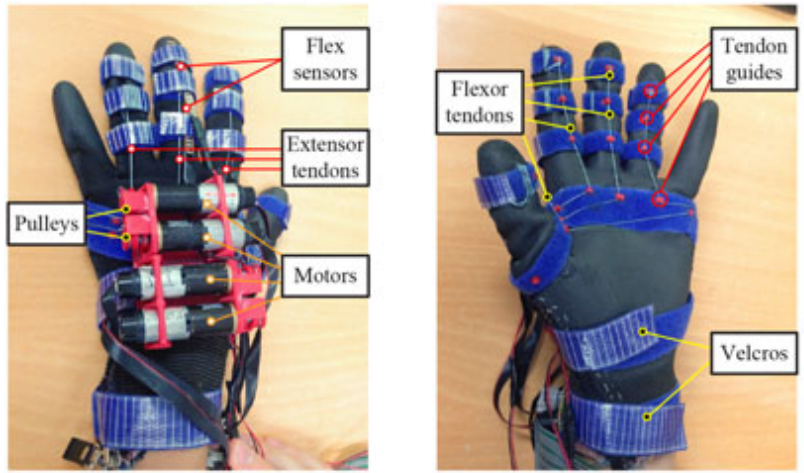 Flex
sensors
Extensor
tendons
Pulleys
Motors
Tendon
guides
Flexor
tendons
Velcros